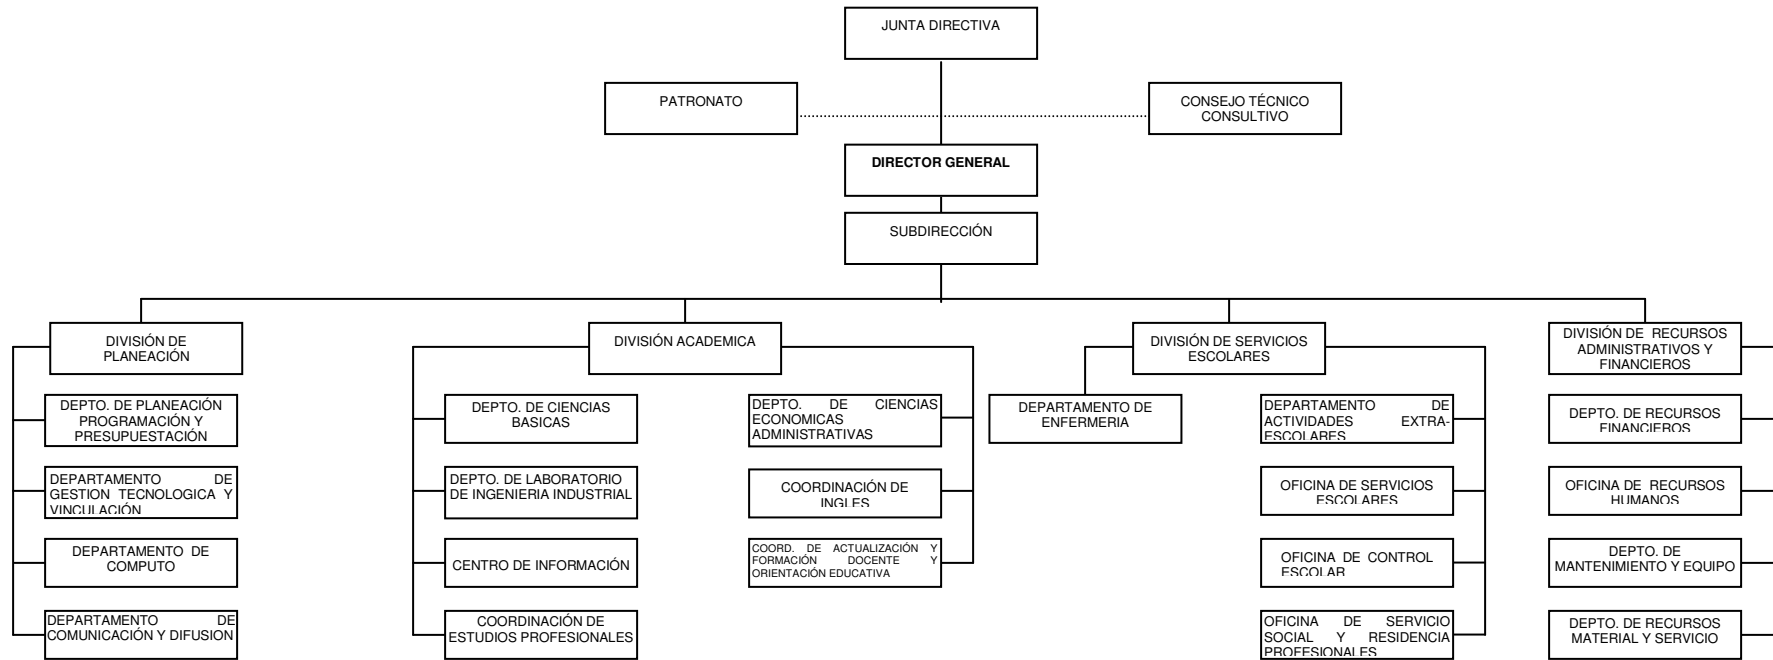 JUNTA DIRECTIVA
PATRONATO
CONSEJO TÉCNICO
CONSULTIVO
DIRECTOR GENERAL
SUBDIRECCIÓN
DIVISIÓN DE
PLANEACIÓN
DIVISIÓN ACADEMICA
DIVISIÓN DE SERVICIOS
ESCOLARES
DIVISIÓN DE RECURSOS
ADMINISTRATIVOS Y
FINANCIEROS
DEPTO. DE PLANEACIÓN
PROGRAMACIÓN Y
PRESUPUESTACIÓN
DEPTO. DE CIENCIAS
BASICAS
DEPTO. DE CIENCIAS
ECONOMICAS
ADMINISTRATIVAS
DEPARTAMENTO DE
ENFERMERIA
DEPARTAMENTO DE
ACTIVIDADES EXTRA-
ESCOLARES
DEPTO. DE RECURSOS
FINANCIEROS
DEPARTAMENTO DE
GESTION TECNOLOGICA Y
VINCULACIÓN
DEPTO. DE LABORATORIO
DE INGENIERIA INDUSTRIAL
COORDINACIÓN DE
INGLES
OFICINA DE SERVICIOS
ESCOLARES
OFICINA DE RECURSOS
HUMANOS
DEPARTAMENTO DE
COMPUTO
CENTRO DE INFORMACIÓN
COORD. DE ACTUALIZACIÓN Y
FORMACIÓN DOCENTE Y
ORIENTACIÓN EDUCATIVA
OFICINA DE CONTROL
ESCOLAR
DEPTO. DE
MANTENIMIENTO Y EQUIPO
DEPARTAMENTO DE
COMUNICACIÓN Y DIFUSION
COORDINACIÓN DE
ESTUDIOS PROFESIONALES
OFICINA DE SERVICIO
SOCIAL Y RESIDENCIA
PROFESIONALES
DEPTO. DE RECURSOS
MATERIAL Y SERVICIO